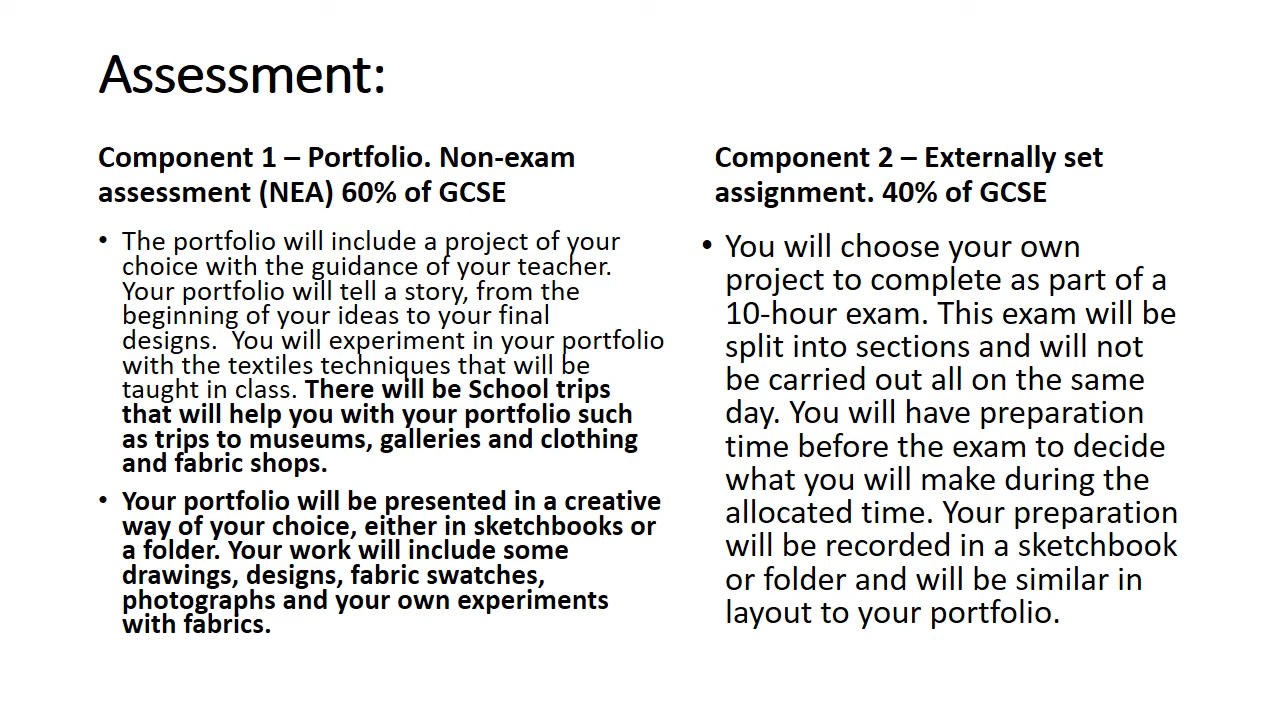 Assessment:
Component 1 – Portfolio. Non-exam
assessment (NEA) 60% of GCSE
• The portfolio will include a project of your
choice with the guidance of your teacher.
Your portfolio will tell a story, from the
beginning of your ideas to your final
designs.  You will experiment in your portfolio
with the textiles techniques that will be
taught in class. There will be School trips
that will help you with your portfolio such
as trips to museums, galleries and clothing
and fabric shops.
• Your portfolio will be presented in a creative
way of your choice, either in sketchbooks or
a folder. Your work will include some
drawings, designs, fabric swatches,
photographs and your own experiments
with fabrics.
Component 2 – Externally set
assignment. 40% of GCSE
• You will choose your own
project to complete as part of a
10-hour exam. This exam will be
split into sections and will not
be carried out all on the same
day. You will have preparation
time before the exam to decide
what you will make during the
allocated time. Your preparation
will be recorded in a sketchbook
or folder and will be similar in
layout to your portfolio.